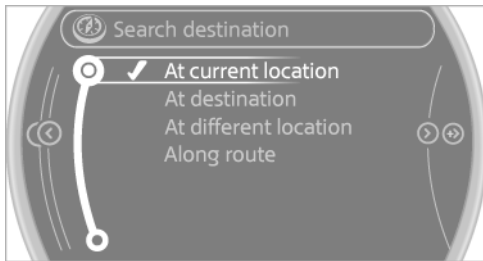 Search destination
At current location
At destination
At different location
Along route